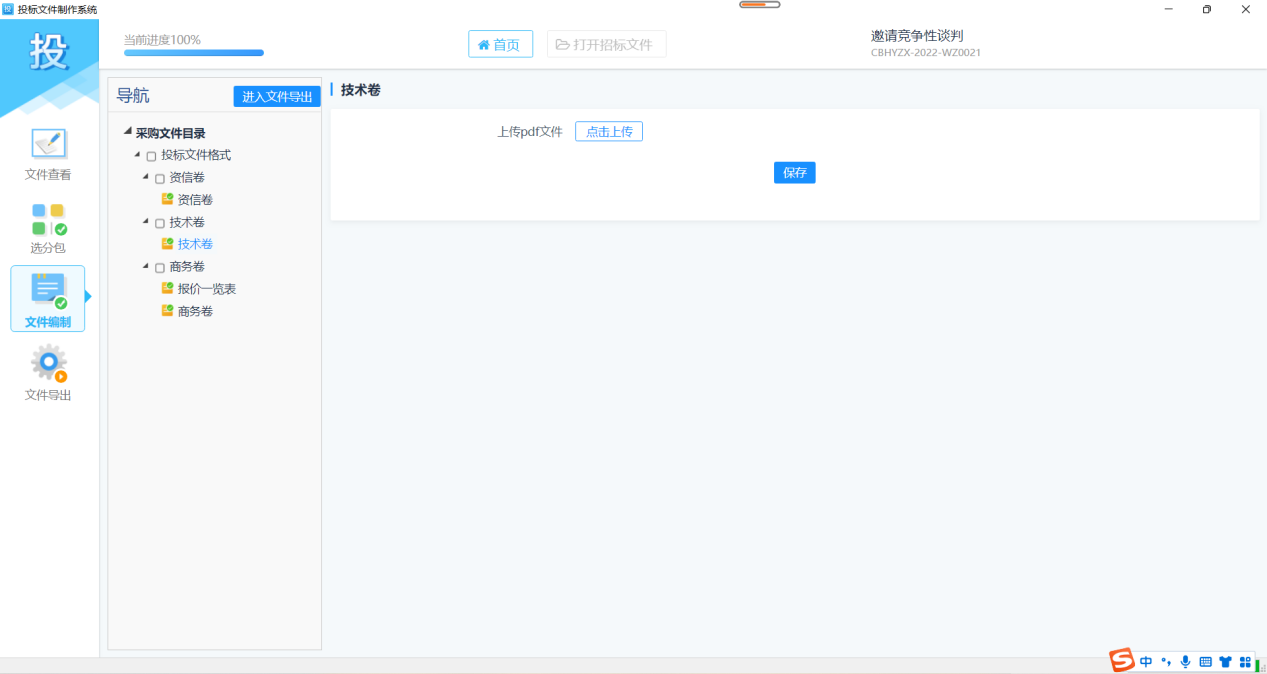 投标文件制作系统
投
当前进度100%
首页
打开招标文件
邀请竞争性谈判
CBHYZX-2022-WZ0021
文件查看
选分包
文件编制
文件导出
导航
进入文件导出
采购文件目录
投标文件格式
资信卷
资信卷
技术卷
技术卷
商务卷
报价一览表
商务卷
技术卷
上传pdf文件
点击上传
保存
中